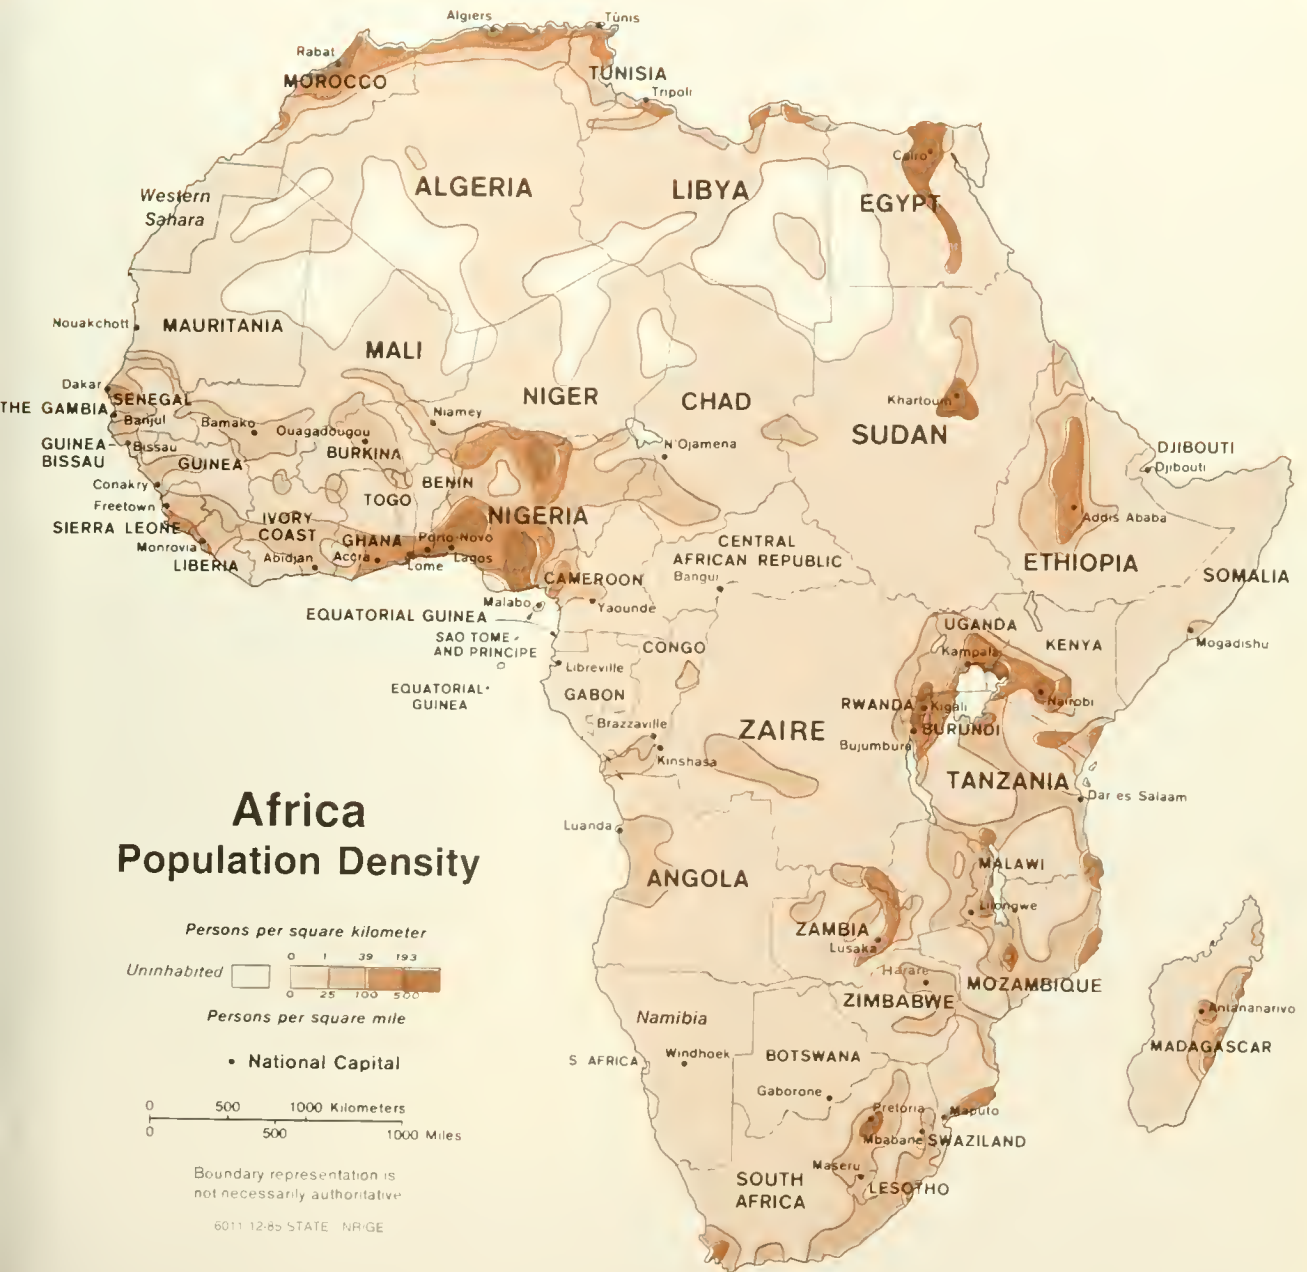 Algiers
Tunis
Rabat
MOROCCO
TUNISIA
Tripoli
Cairo
ALGERIA
LIBYA
EGYPT
Western
Sahara
Nouakchott
MAURITANIA
MALI
NIGER
CHAD
SUDAN
Khartoum
Dakar
SENEGAL
THE GAMBIA
Banjul
Bamako
Niamey
Ouagadougou
BURKINA
N'Djamena
GUINEA-
BISSAU
Bissau
GUINEA
DJIBOUTI
Djibouti
Conakry
BENIN
TOGO
Freetown
SIERRA LEONE
IVORY
COAST
NIGERIA
Addis Ababa
Monrovia
LIBERIA
GHANA
Porto-Novo
Abidjan
Accra
Lome
Lagos
CENTRAL
AFRICAN REPUBLIC
Bangui
ETHIOPIA
SOMALIA
CAMEROON
Malabo
Yaounde
EQUATORIAL GUINEA
SAO TOME
AND PRINCIPE
UGANDA
KENYA
Mogadishu
Kampala
CONGO
Libreville
EQUATORIAL
GUINEA
GABON
RWANDA
Kigali
Nairobi
Brazzaville
ZAIRE
BURUNDI
Bujumbura
Kinshasa
TANZANIA
Dar es Salaam
Africa
Population Density
Luanda
ANGOLA
MALAWI
Lilongwe
ZAMBIA
Lusaka
Persons per square kilometer
0 1 39 193
Uninhabited
0 25 100 500
Persons per square mile
Harare
MOZAMBIQUE
ZIMBABWE
Antananarivo
MADAGASCAR
Namibia
• National Capital
S AFRICA
Windhoek
BOTSWANA
Gaborone
0 500 1000 Kilometers
0 500 1000 Miles
Pretoria
Maputo
Mbabane
SWAZILAND
Maseru
LESOTHO
SOUTH
AFRICA
Boundary representation is
not necessarily authoritative
6011 12-85 STATE